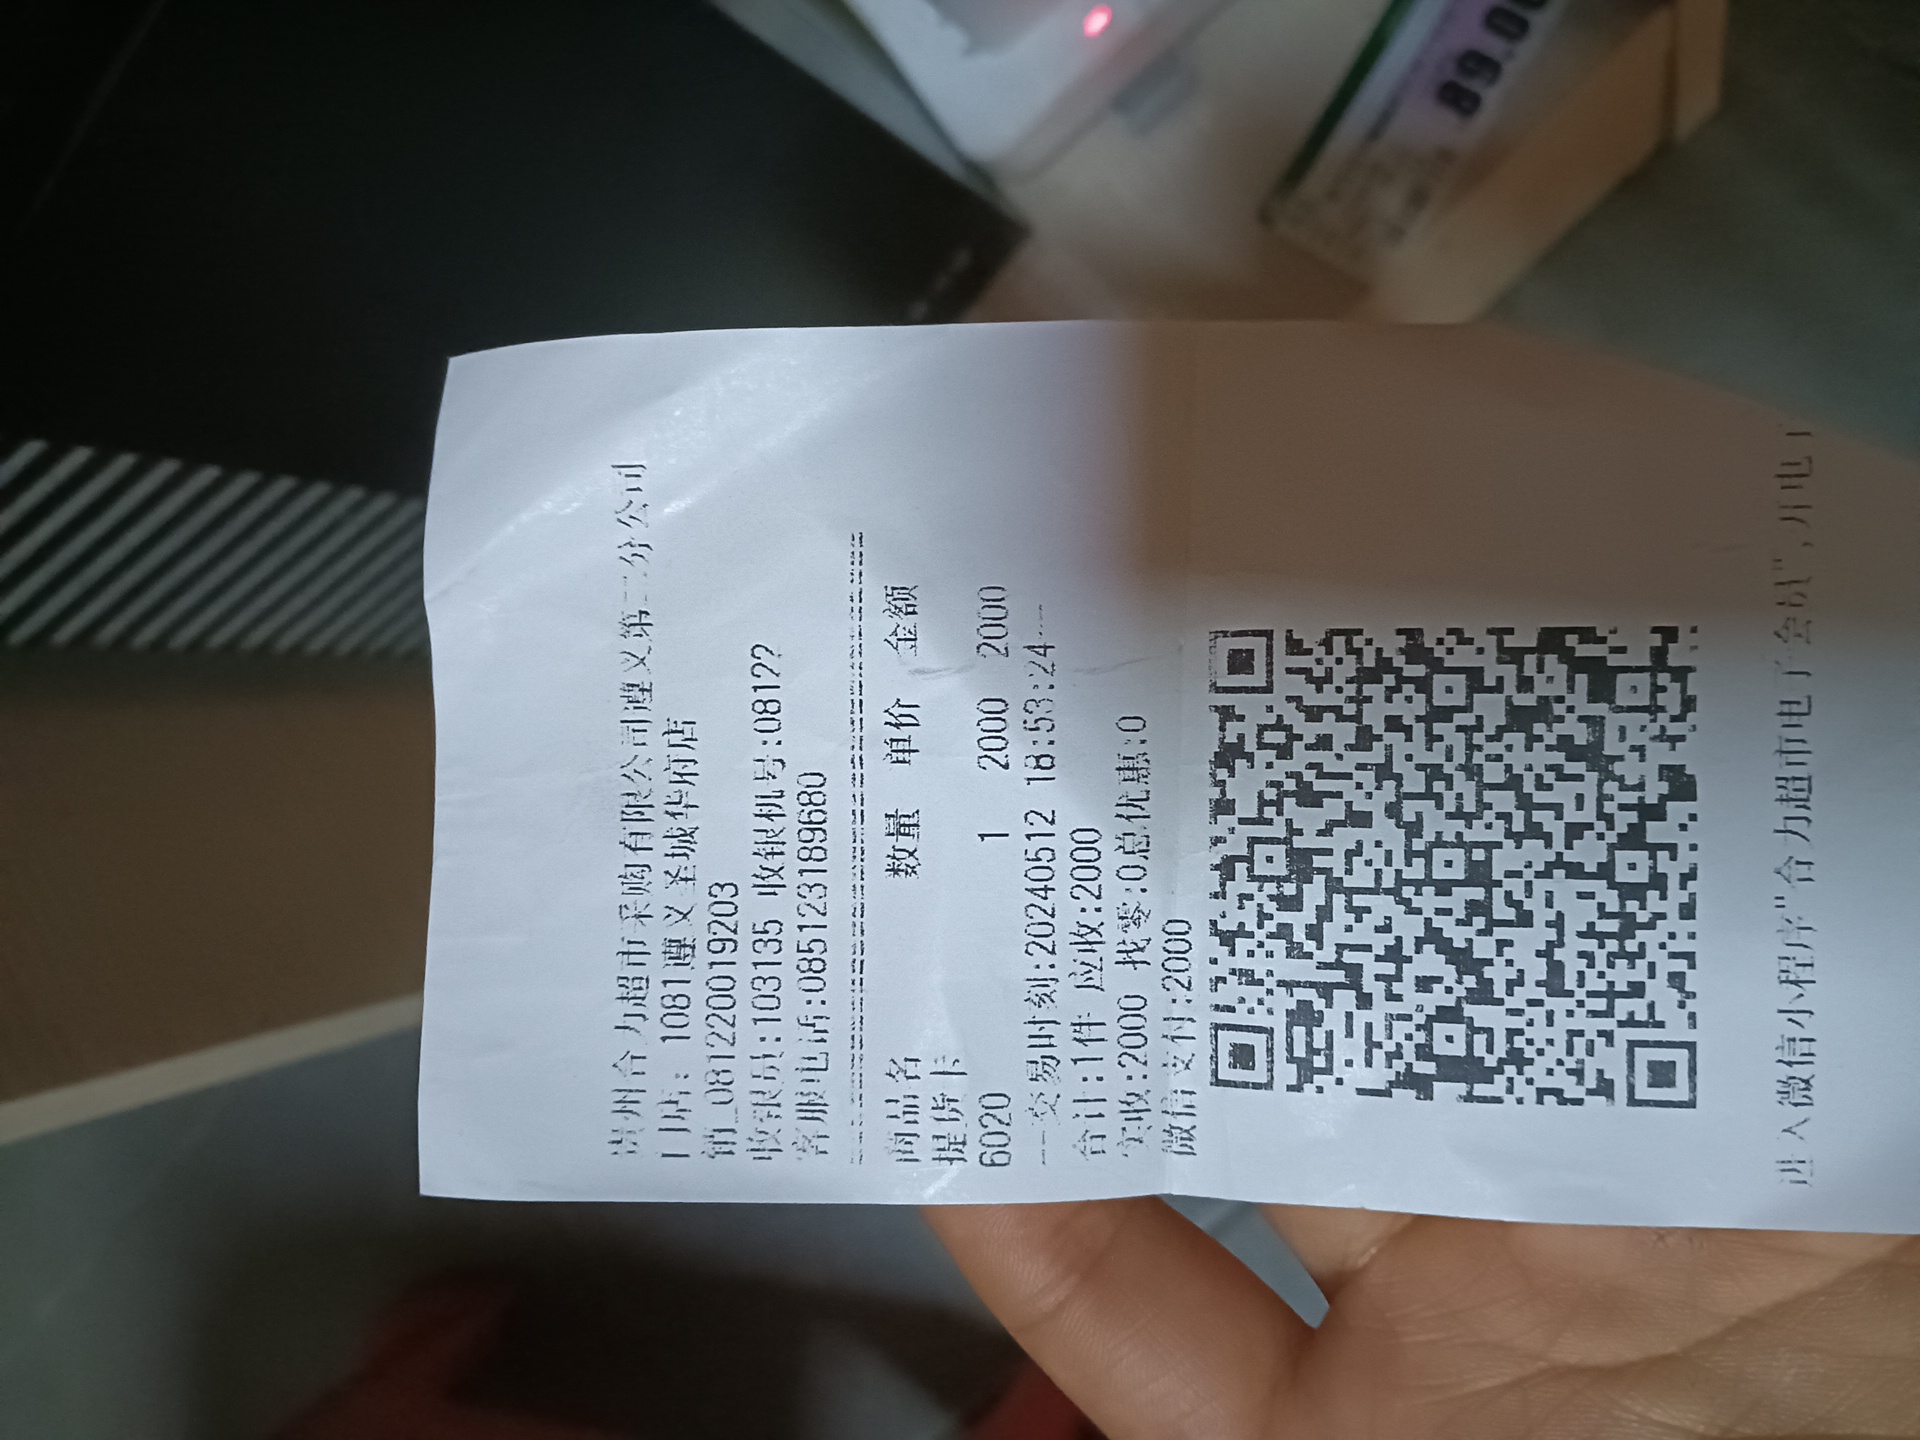 贵州合力超市采购有限公司遵义第二分公司
门店: 1081遵义圣城华府店
销_08122200192​03
收银员:103135 收银机号:08122
客服电话:085123189680
商品名 数量 单价 金额
提货卡
6020 1 2000 2000
--交易时刻:20240512 18:53:24--
合计:1件 应收:2000
实收:2000 找零:0总优惠:0
微信支付:2000
进入微信小程序"合力超市电子会员",开电子
89.00